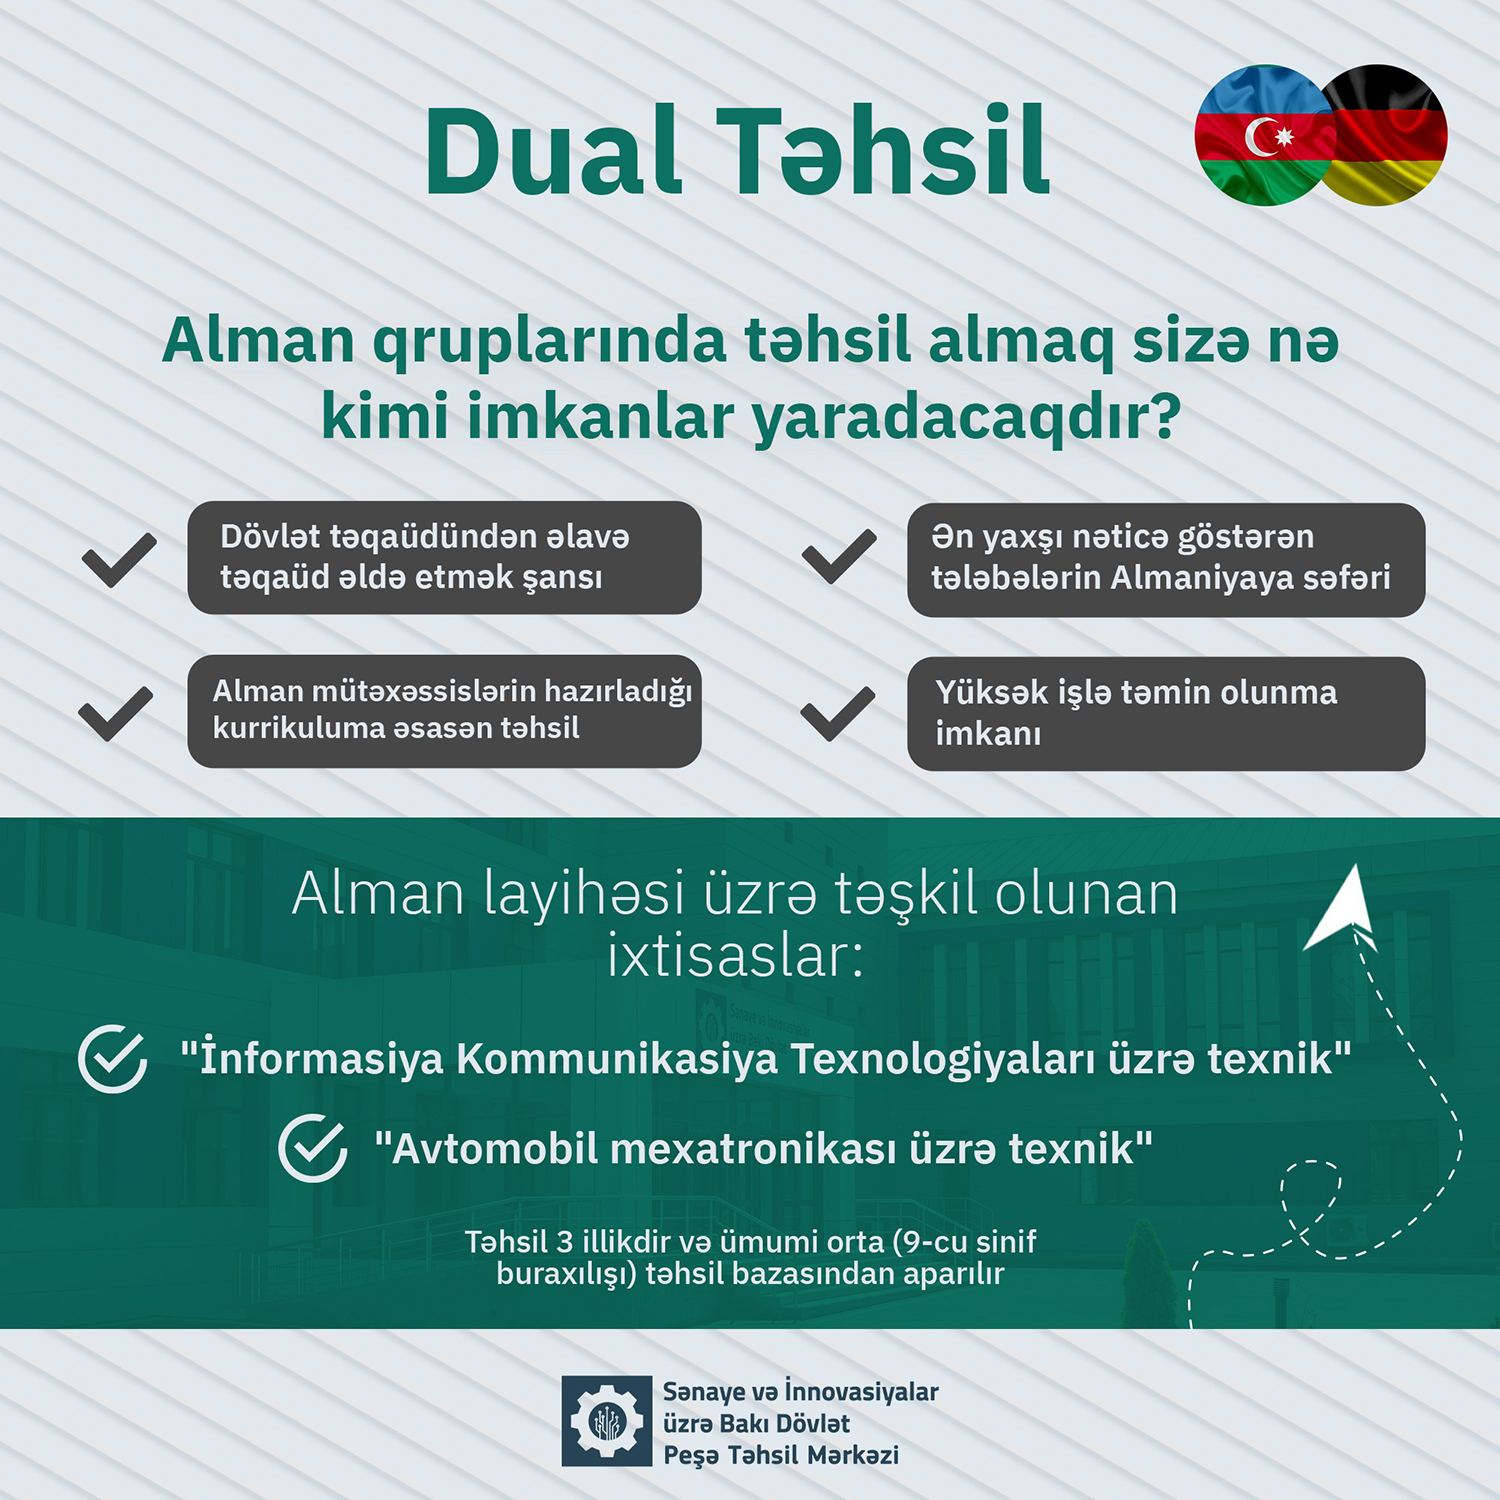 Dual Təhsil
Alman qruplarında təhsil almaq sizə nə
kimi imkanlar yaradacaqdır?
Dövlət təqaüdündən əlavə
təqaüd əldə etmək şansı
Ən yaxşı nəticə göstərən
tələbələrin Almaniyaya səfəri
Alman mütəxəssislərin hazırladığı
kurrikuluma əsasən təhsil
Yüksək işlə təmin olunma
imkanı
Alman layihəsi üzrə təşkil olunan
ixtisaslar:
"İnformasiya Kommunikasiya Texnologiyaları üzrə texnik"
"Avtomobil mexatronikası üzrə texnik"
Təhsil 3 illikdir və ümumi orta (9-cu sinif
buraxılışı) təhsil bazasından aparılır
Sənaye və İnnovasiyalar
üzrə Bakı Dövlət
Peşə Təhsil Mərkəzi